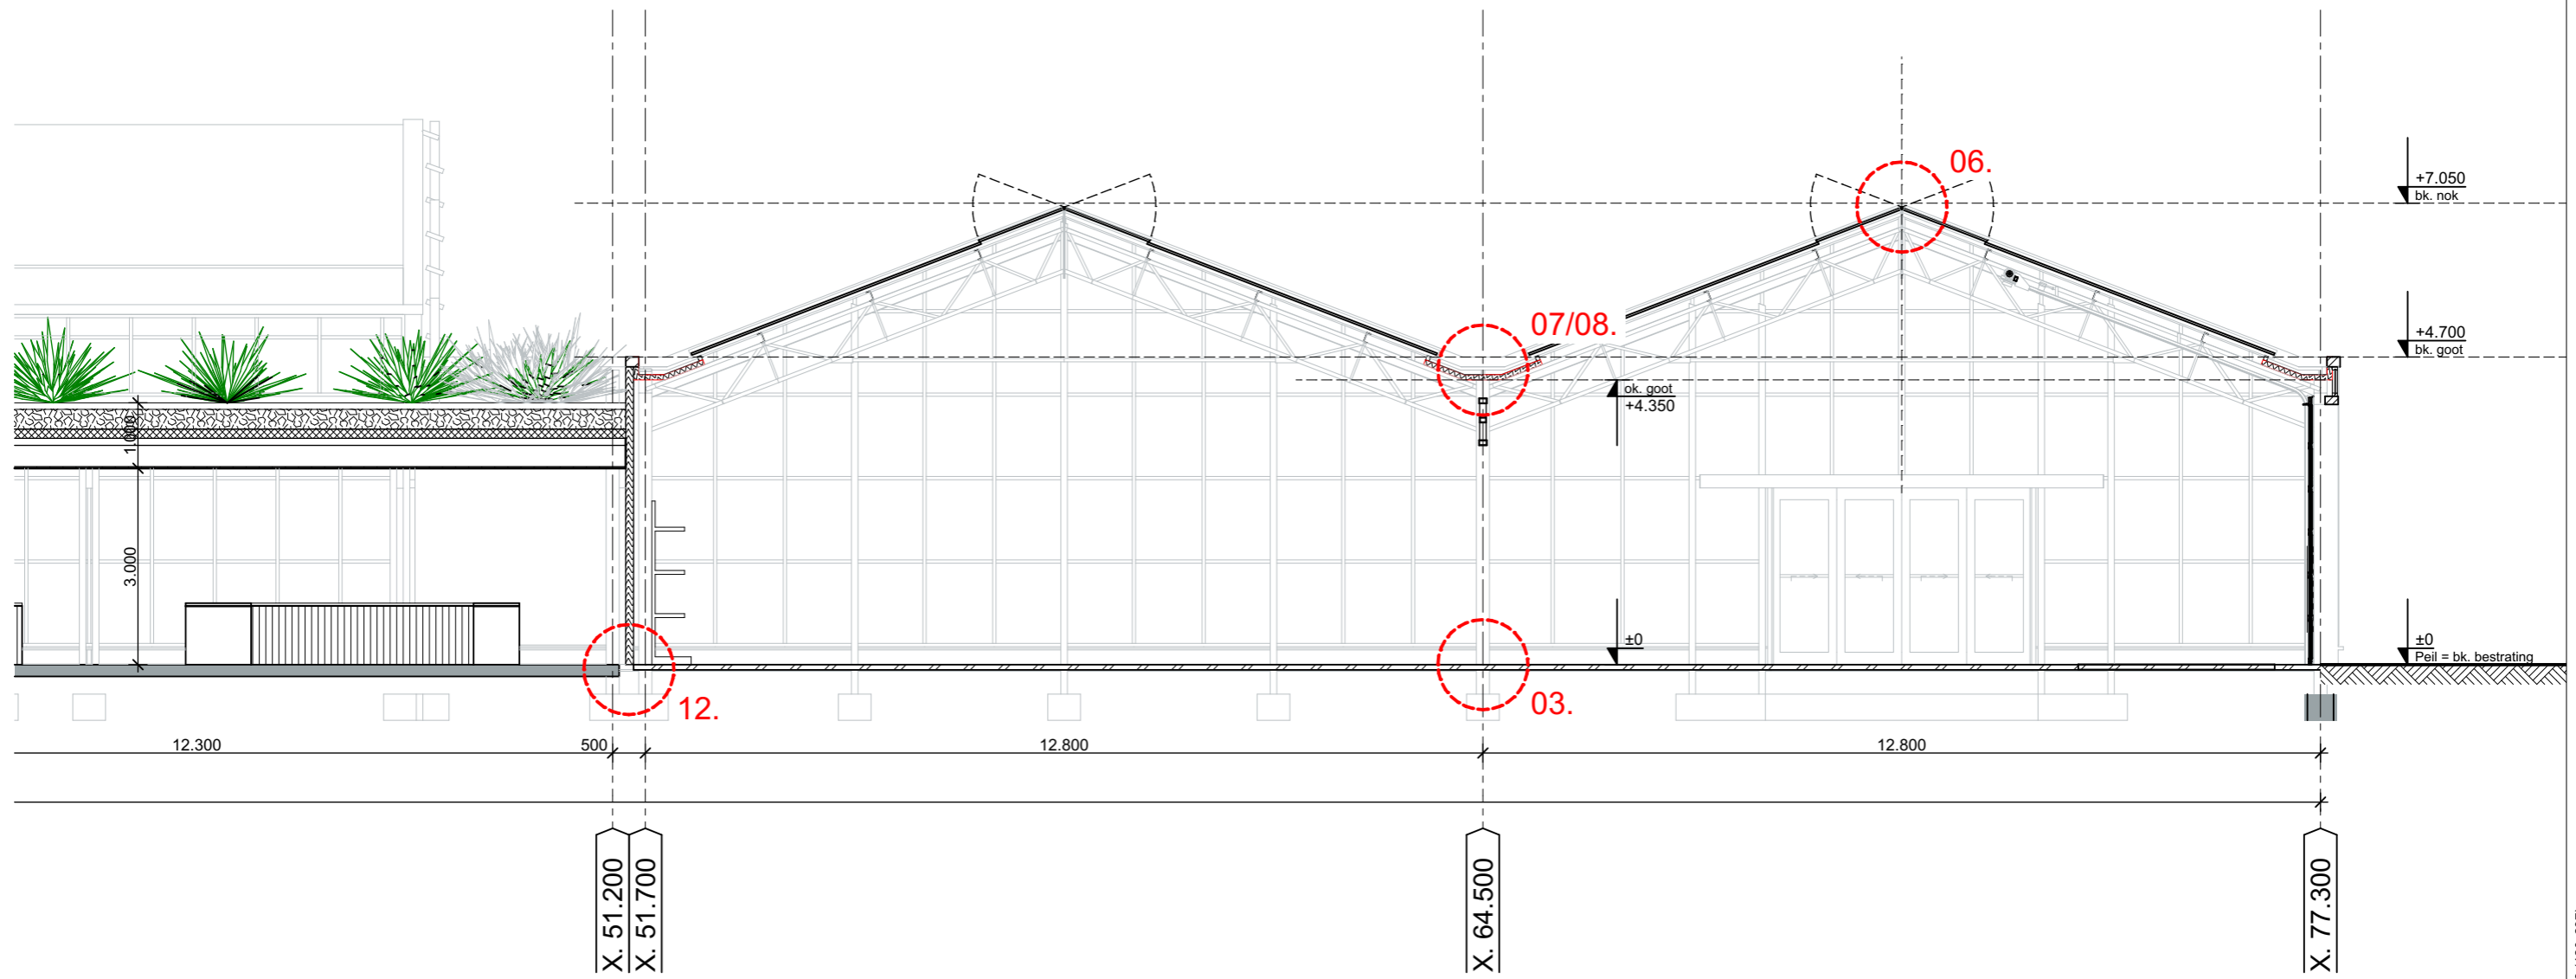 06.
+7.050
bk. nok
07/08.
+4.700
bk. goot
ok. goot
+4.350
1.000
3.000
±0
±0
Peil = bk. bestrating
12.
03.
12.300
500
12.800
12.800
X. 51.200
X. 51.700
X. 64.500
X. 77.300